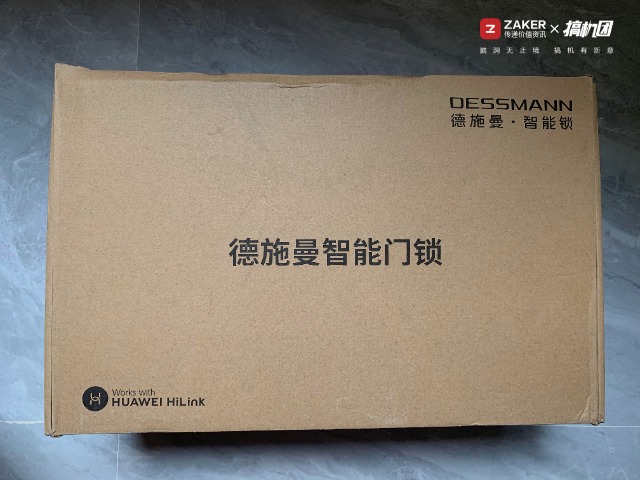 ZAKER
传递价值资讯
×
搞机团
脑洞无止境 搞机有新意
DESSMANN
德施曼·智能锁
德施曼智能门锁
Works with
HUAWEI HiLink